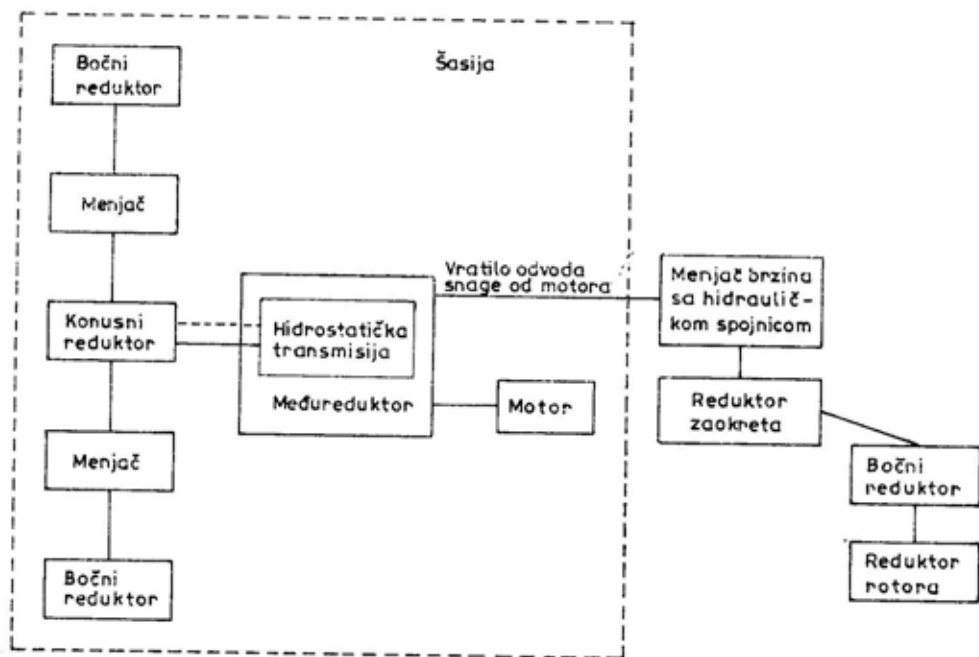 Bočni
reduktor
Šasija
Menjač
Konusni
reduktor
Hidrostatička
transmisija
Međureduktor
Vratilo odvoda
snage od motora
Motor
Menjač
Bočni
reduktor
Menjač brzina
sa hidraulič-
kom spojnicom
Reduktor
zaokreta
Bočni
reduktor
Reduktor
rotora